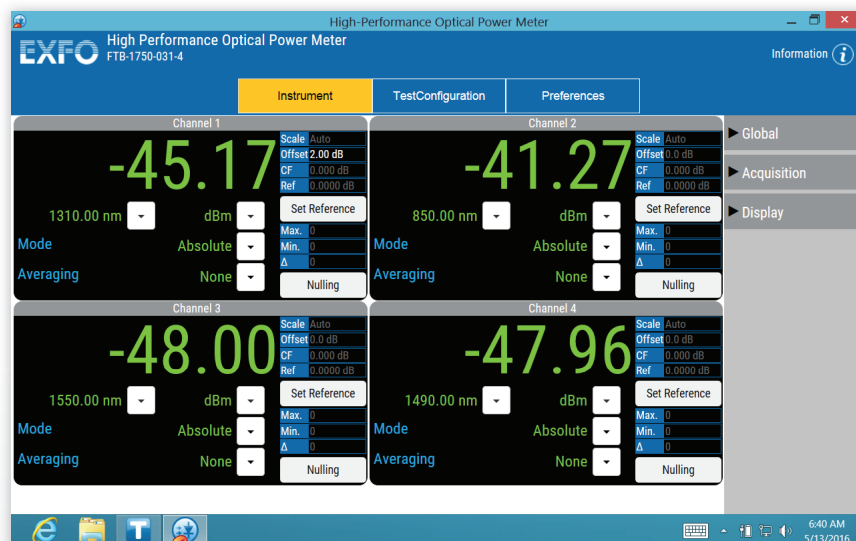 High-Performance Optical Power Meter
EXFO
High Performance Optical Power Meter
FTB-1750-031-4
Information
Instrument
TestConfiguration
Preferences
Channel 1
-45.17
Scale Auto
Offset 2.00 dB
CF 0.000 dB
Ref 0.0000 dB
1310.00 nm
dBm
Set Reference
Mode
Absolute
Max. 0
Min. 0
Δ 0
Averaging
None
Nulling
Channel 2
-41.27
Scale Auto
Offset 0.0 dB
CF 0.000 dB
Ref 0.0000 dB
850.00 nm
dBm
Set Reference
Mode
Absolute
Max. 0
Min. 0
Δ 0
Averaging
None
Nulling
Global
Acquisition
Display
Channel 3
-48.00
Scale Auto
Offset 0.0 dB
CF 0.000 dB
Ref 0.0000 dB
1550.00 nm
dBm
Set Reference
Mode
Absolute
Max. 0
Min. 0
Δ 0
Averaging
None
Nulling
Channel 4
-47.96
Scale Auto
Offset 0.0 dB
CF 0.000 dB
Ref 0.0000 dB
1490.00 nm
dBm
Set Reference
Mode
Absolute
Max. 0
Min. 0
Δ 0
Averaging
None
Nulling
6:40 AM
5/13/2016